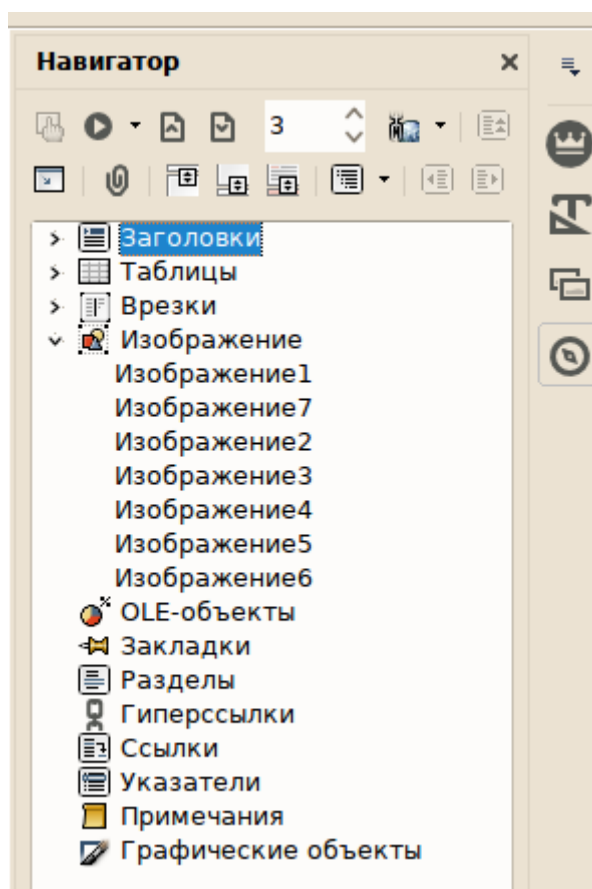 Навигатор
3
Заголовки
Таблицы
Врезки
Изображение
Изображение1
Изображение7
Изображение2
Изображение3
Изображение4
Изображение5
Изображение6
OLE-объекты
Закладки
Разделы
Гиперссылки
Ссылки
Указатели
Примечания
Графические объекты